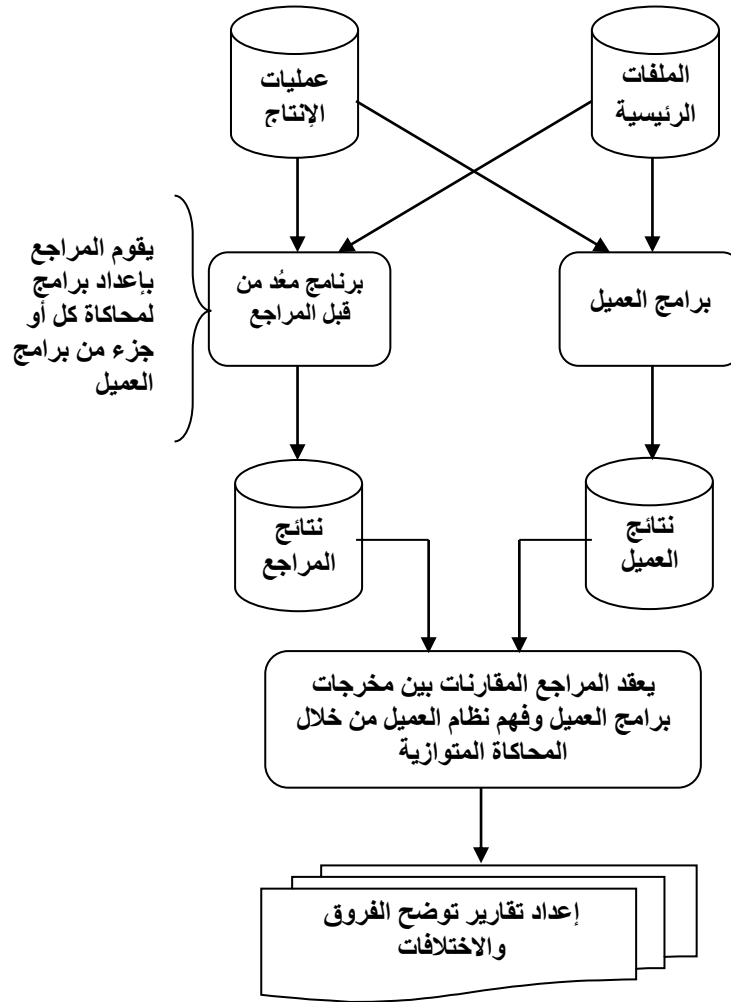 الملفات
الرئيسية
عمليات
الإنتاج
يقوم المراجع
بإعداد برامج
لمحاكاة كل أو
جزء من برامج
العميل
برامج العميل
برنامج معُد من
قبل المراجع
نتائج
العميل
نتائج
المراجع
يعقد المراجع المقارنات بين مخرجات
برامج العميل وفهم نظام العميل من خلال
المحاكاة المتوازية
إعداد تقارير توضح الفروق
والاختلافات